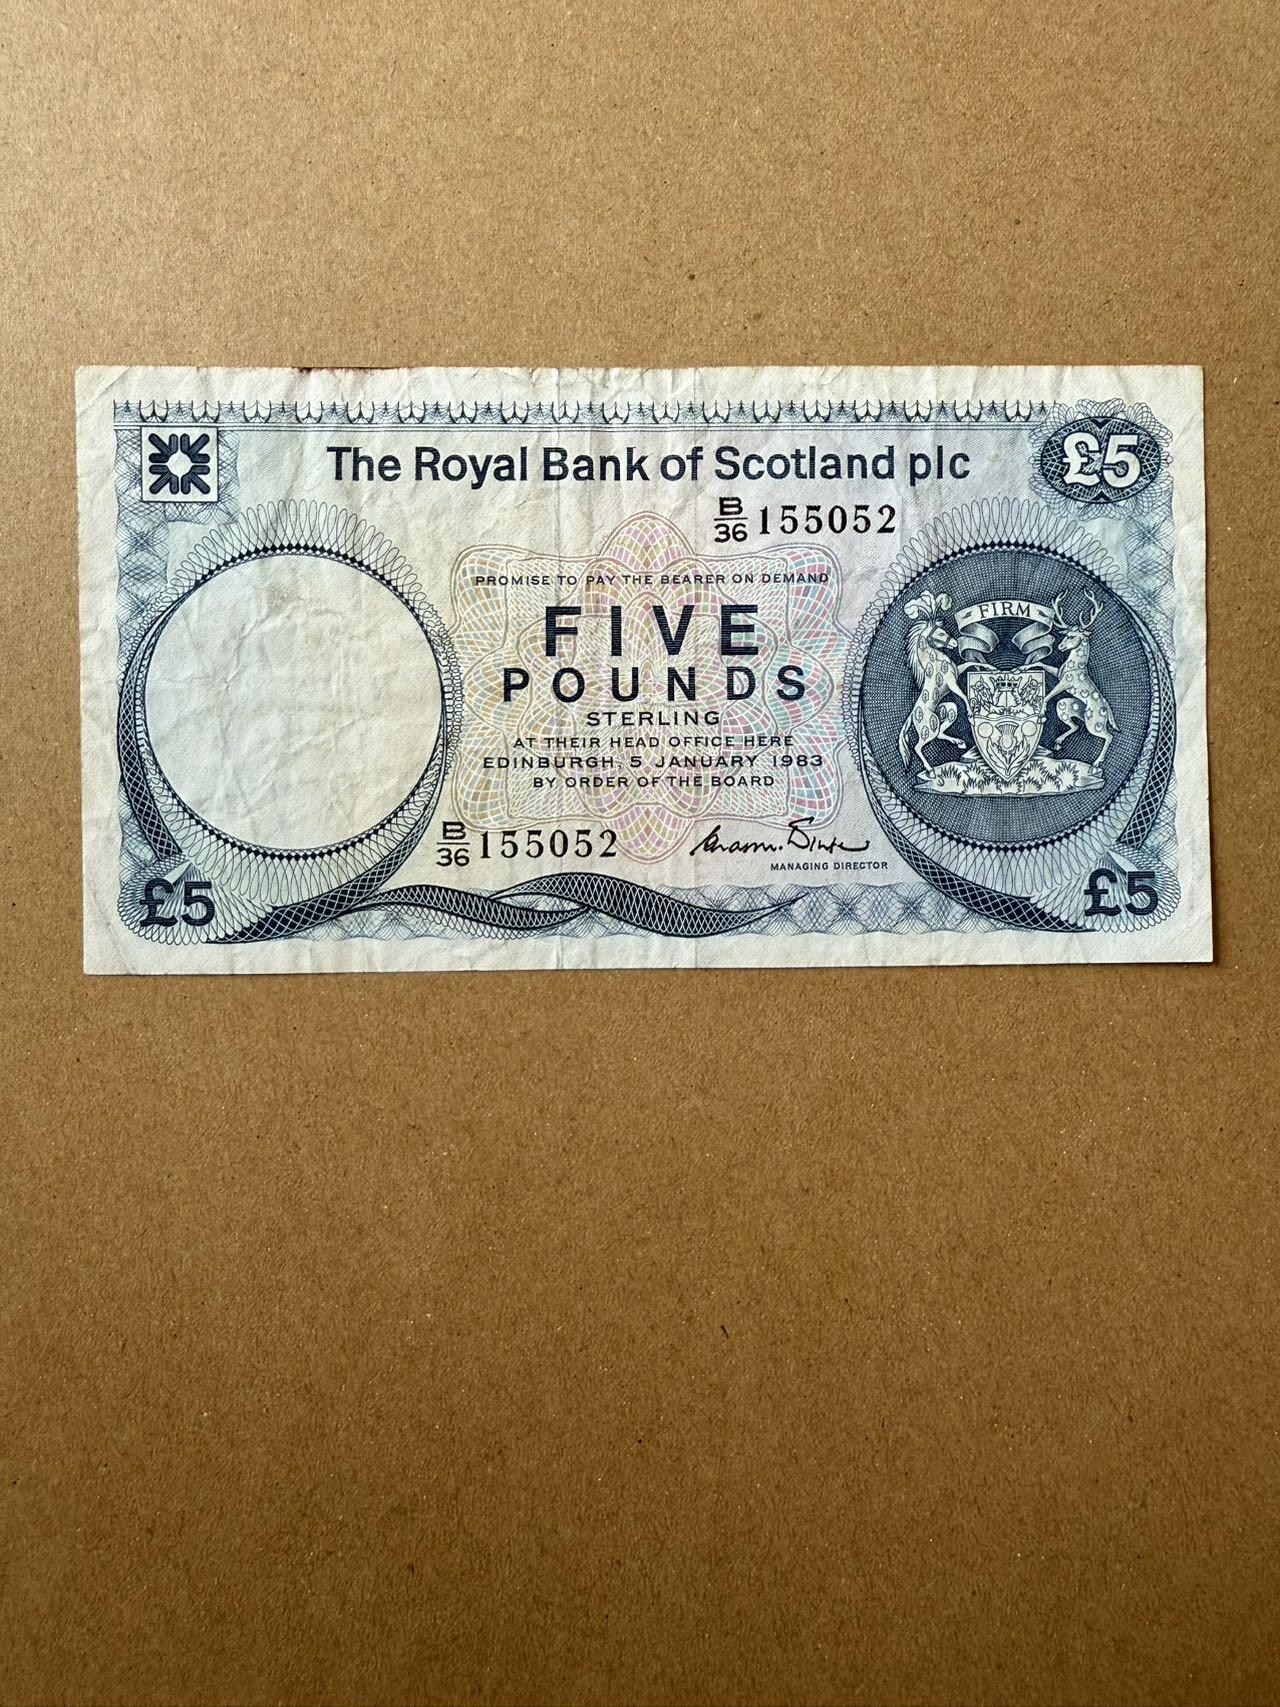 The Royal Bank of Scotland plc
£5
B/36 155052
PROMISE TO PAY THE BEARER ON DEMAND
FIVE
POUNDS
STERLING
AT THEIR HEAD OFFICE HERE
EDINBURGH, 5 JANUARY 1983
BY ORDER OF THE BOARD
FIRM
B/36 155052
MANAGING DIRECTOR
£5
£5